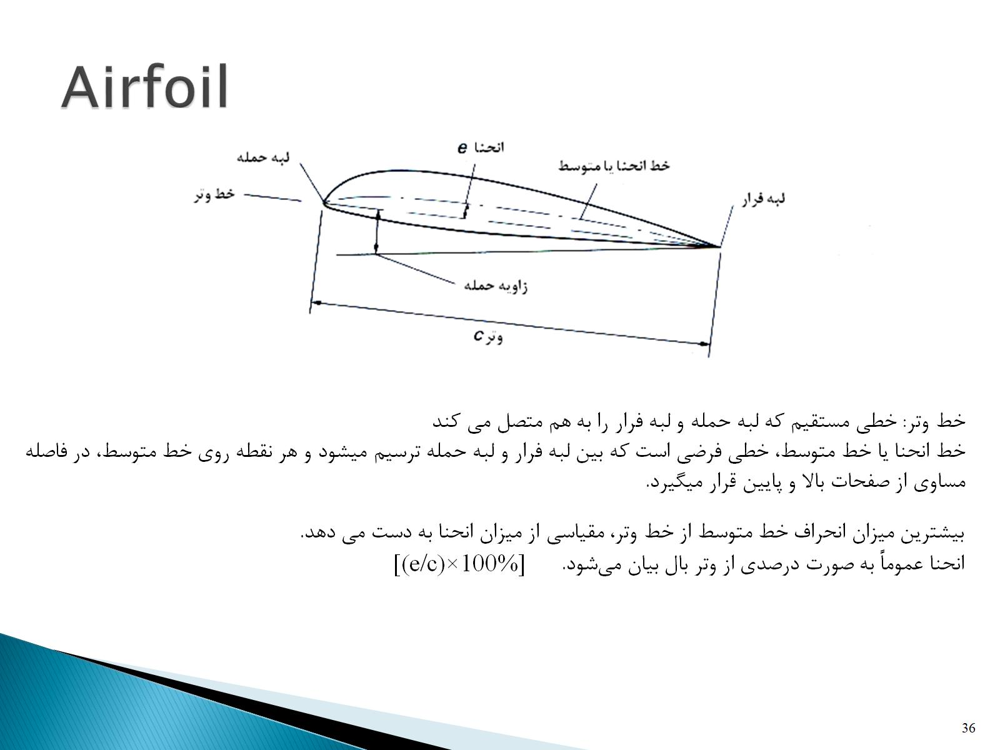 Airfoil
انحنا e
لبه حمله
خط انحنا یا متوسط
خط وتر
لبه فرار
زاویه حمله
وتر c
خط وتر: خطی مستقیم که لبه حمله و لبه فرار را به هم متصل می کند
خط انحنا یا خط متوسط، خطی فرضی است که بین لبه فرار و لبه حمله ترسیم میشود و هر نقطه روی خط متوسط، در فاصله
مساوی از صفحات بالا و پایین قرار میگیرد.
بیشترین میزان انحراف خط متوسط از خط وتر، مقیاسی از میزان انحنا به دست می دهد.
انحنا عموماً به صورت درصدی از وتر بال بیان می‌شود. [(e/c)×100%]
36